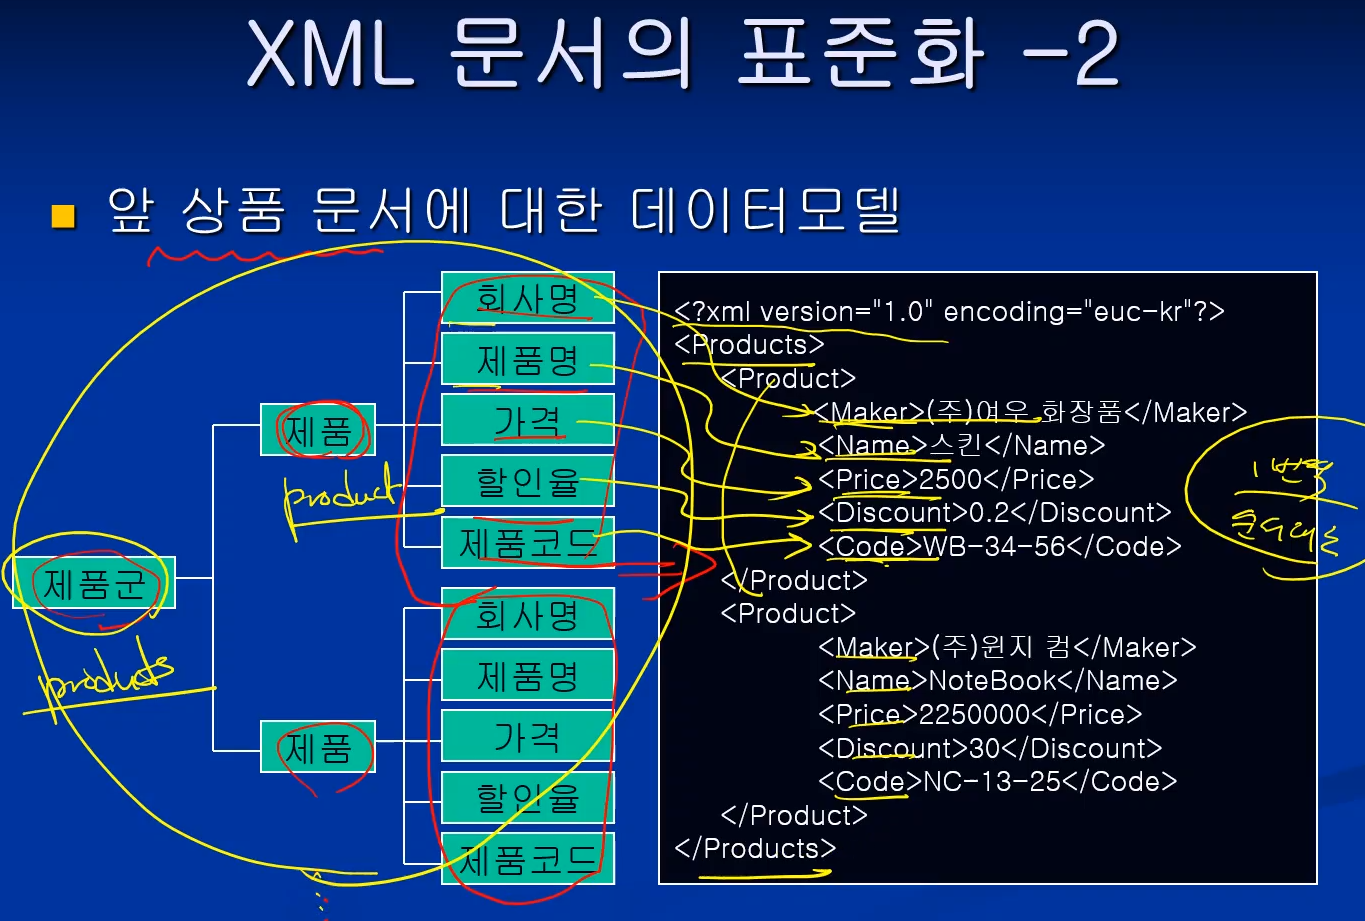 XML 문서의 표준화 -2
■ 앞 상품 문서에 대한 데이터모델
제품군
products
제품
product
회사명
제품명
가격
할인율
제품코드
제품
회사명
제품명
가격
할인율
제품코드
<?xml version="1.0" encoding="euc-kr"?>
<Products>
<Product>
<Maker>(주)여우 화장품</Maker>
<Name>스킨</Name>
<Price>2500</Price>
<Discount>0.2</Discount>
<Code>WB-34-56</Code>
</Product>
<Product>
<Maker>(주)윈지 컴</Maker>
<Name>NoteBook</Name>
<Price>2250000</Price>
<Discount>30</Discount>
<Code>NC-13-25</Code>
</Product>
</Products>